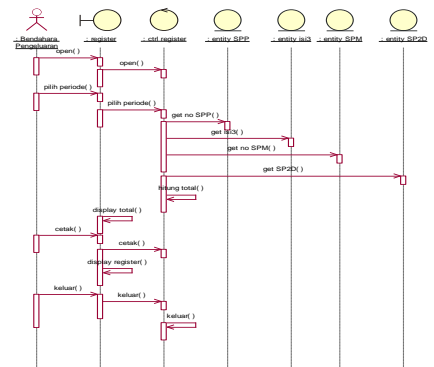 : Bendahara
Pengeluaran
: register
: ctrl register
: entity SPP
: entity isi3
: entity SPM
: entity SP2D
open( )
open( )
pilih periode( )
pilih periode( )
get no SPP( )
get isi3( )
get no SPM( )
get SP2D( )
hitung total( )
display total( )
cetak( )
cetak( )
display register( )
keluar( )
keluar( )
keluar( )